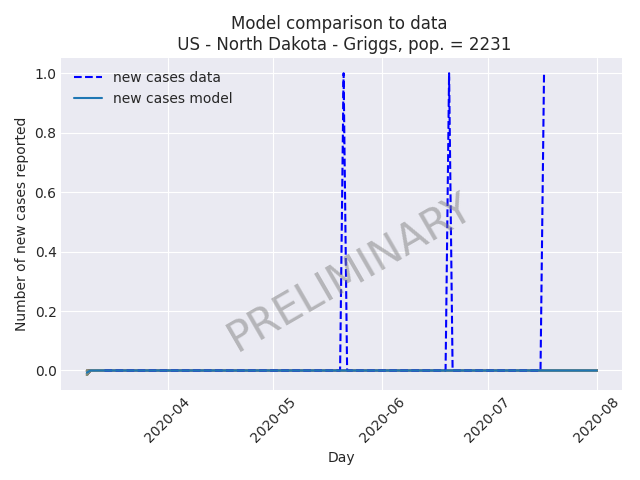 Model comparison to data
US - North Dakota - Griggs, pop. = 2231
new cases data
new cases model
1.0
0.8
0.6
0.4
0.2
0.0
Number of new cases reported
PRELIMINARY
2020-04
2020-05
2020-06
2020-07
2020-08
Day